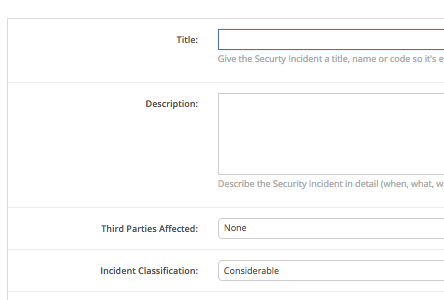 Title:
Give the Securty Incident a title, name or code so it's e
Description:
Describe the Security Incident in detail (when, what, w
Third Parties Affected:
None
Incident Classification:
Considerable